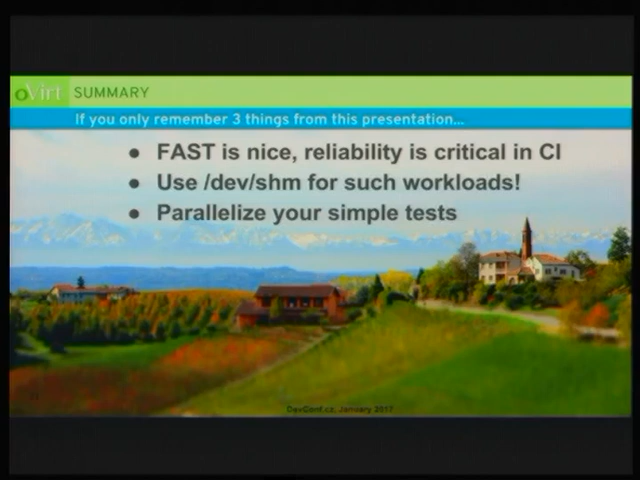 oVirt
SUMMARY
If you only remember 3 things from this presentation...
● FAST is nice, reliability is critical in CI
● Use /dev/shm for such workloads!
● Parallelize your simple tests
DevConf.cz, January 2017